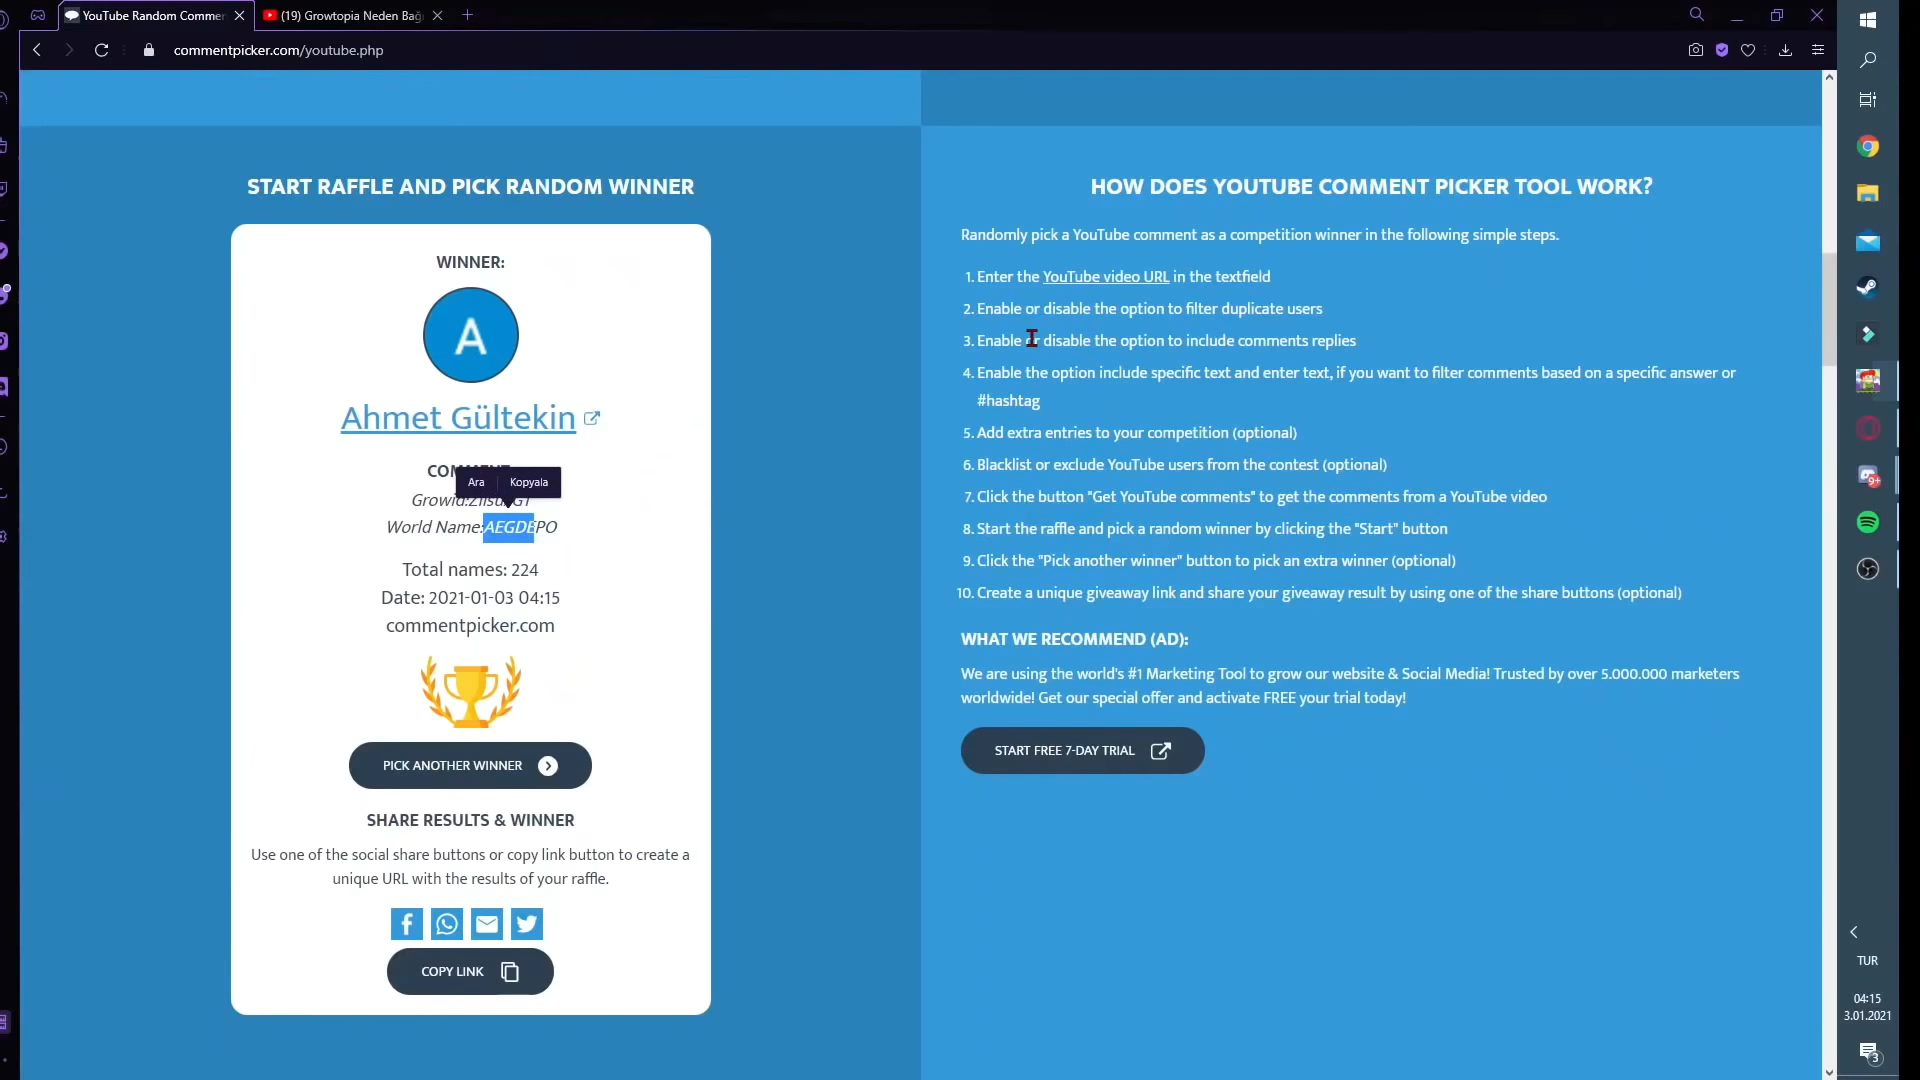 YouTube Random Commen
(19) Growtopia Neden Bağ
commentpicker.com/youtube.php
START RAFFLE AND PICK RANDOM WINNER
WINNER:
A
Ahmet Gültekin
Ara Kopyala
World Name:AEGDEPO
Total names: 224
Date: 2021-01-03 04:15
commentpicker.com
PICK ANOTHER WINNER
SHARE RESULTS & WINNER
Use one of the social share buttons or copy link button to create a
unique URL with the results of your raffle.
COPY LINK
HOW DOES YOUTUBE COMMENT PICKER TOOL WORK?
Randomly pick a YouTube comment as a competition winner in the following simple steps.
1. Enter the YouTube video URL in the textfield
2. Enable or disable the option to filter duplicate users
3. Enable or disable the option to include comments replies
4. Enable the option include specific text and enter text, if you want to filter comments based on a specific answer or
#hashtag
5. Add extra entries to your competition (optional)
6. Blacklist or exclude YouTube users from the contest (optional)
7. Click the button "Get YouTube comments" to get the comments from a YouTube video
8. Start the raffle and pick a random winner by clicking the "Start" button
9. Click the "Pick another winner" button to pick an extra winner (optional)
10. Create a unique giveaway link and share your giveaway result by using one of the share buttons (optional)
WHAT WE RECOMMEND (AD):
We are using the world's #1 Marketing Tool to grow our website & Social Media! Trusted by over 5.000.000 marketers
worldwide! Get our special offer and activate FREE your trial today!
START FREE 7-DAY TRIAL
9+
TUR
04:15
3.01.2021
3